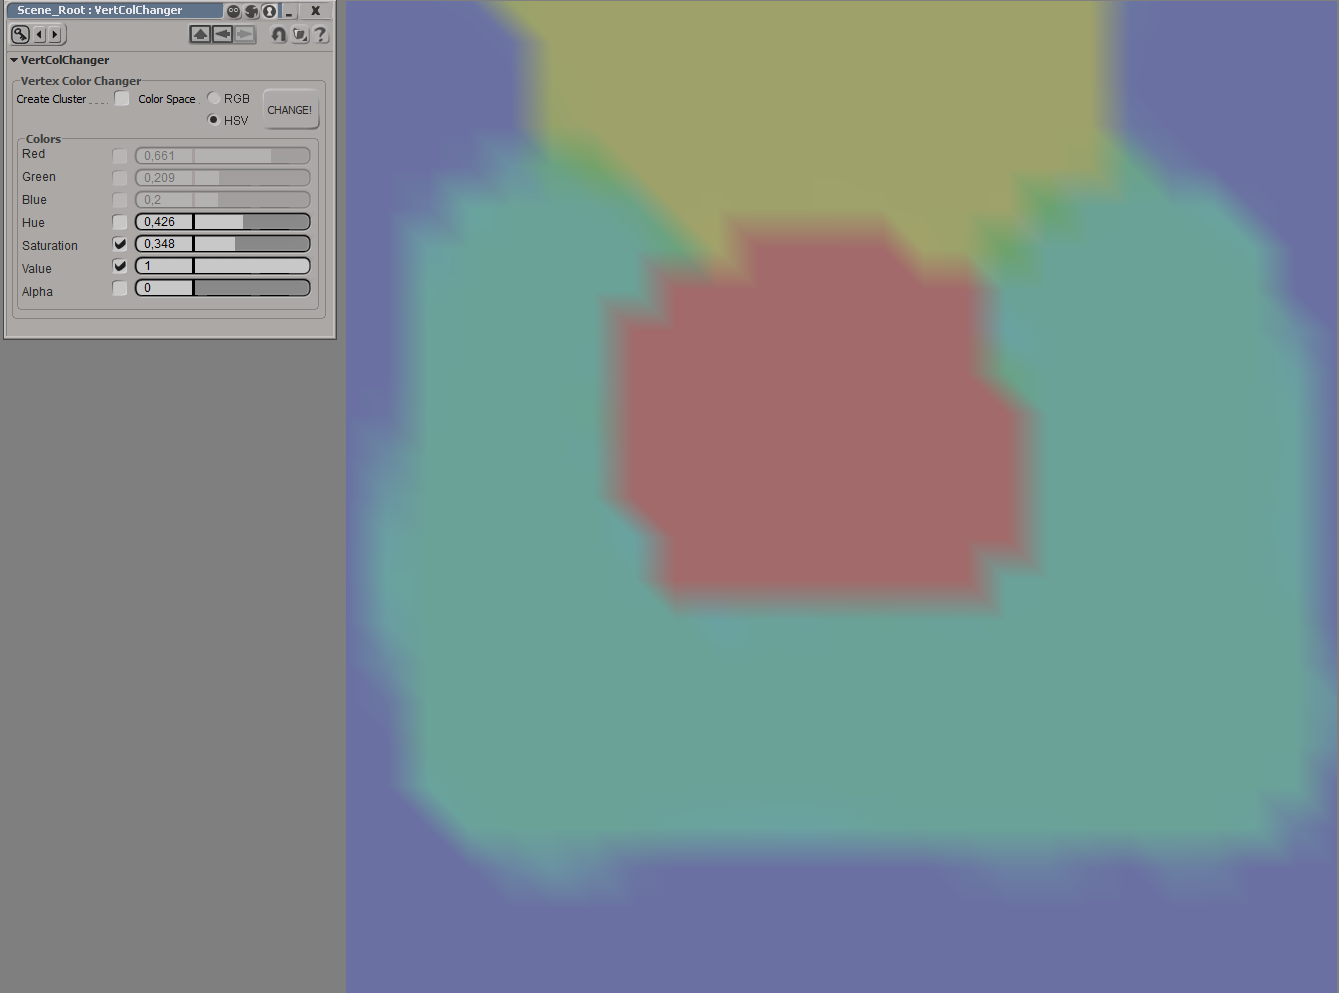 Scene_Root : VertColChanger
VertColChanger
Vertex Color Changer
Create Cluster Color Space RGB
HSV
CHANGE!
Colors
Red 0,661
Green 0,209
Blue 0,2
Hue 0,426
Saturation 0,348
Value 1
Alpha 0